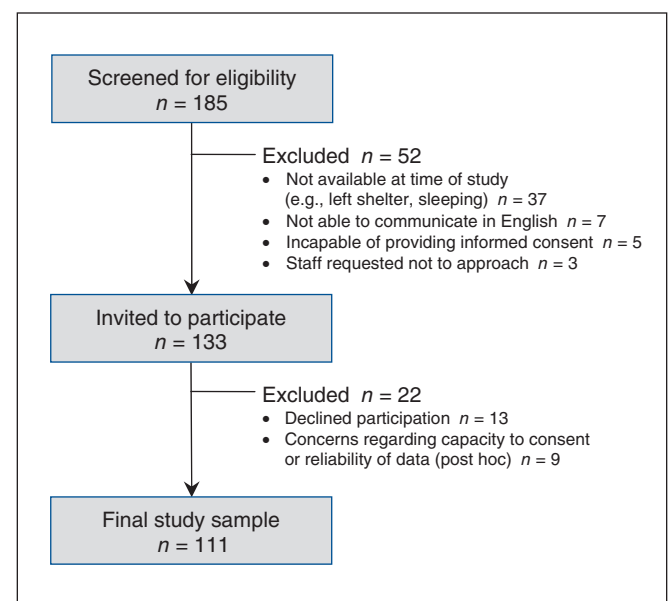 Screened for eligibility
n = 185
Excluded n = 52
• Not available at time of study
(e.g., left shelter, sleeping) n = 37
• Not able to communicate in English n = 7
• Incapable of providing informed consent n = 5
• Staff requested not to approach n = 3
Invited to participate
n = 133
Excluded n = 22
• Declined participation n = 13
• Concerns regarding capacity to consent
or reliability of data (post hoc) n = 9
Final study sample
n = 111